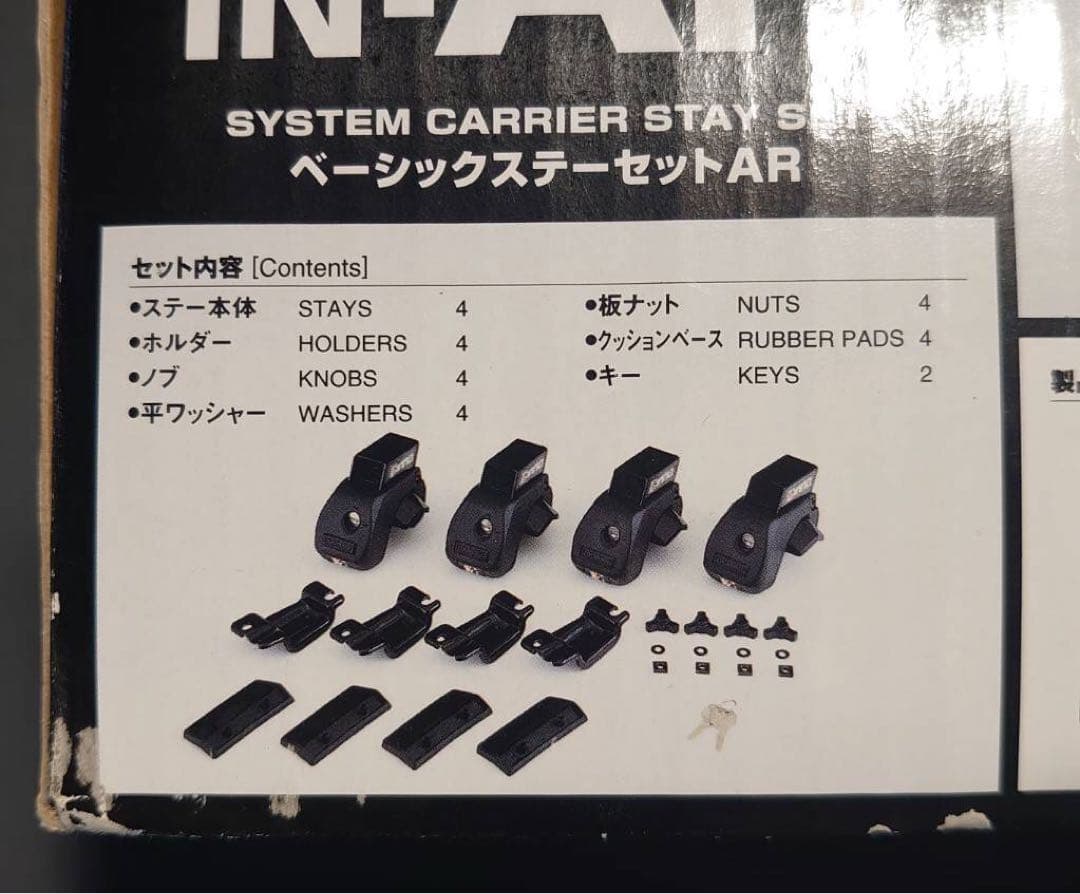 SYSTEM CARRIER STAY
ベーシックステーセットAR
セット内容 [Contents]
●ステー本体 STAYS 4
●ホルダー HOLDERS 4
●ノブ KNOBS 4
●平ワッシャー WASHERS 4
●板ナット NUTS 4
●クッションベース RUBBER PADS 4
●キー KEYS 2
製